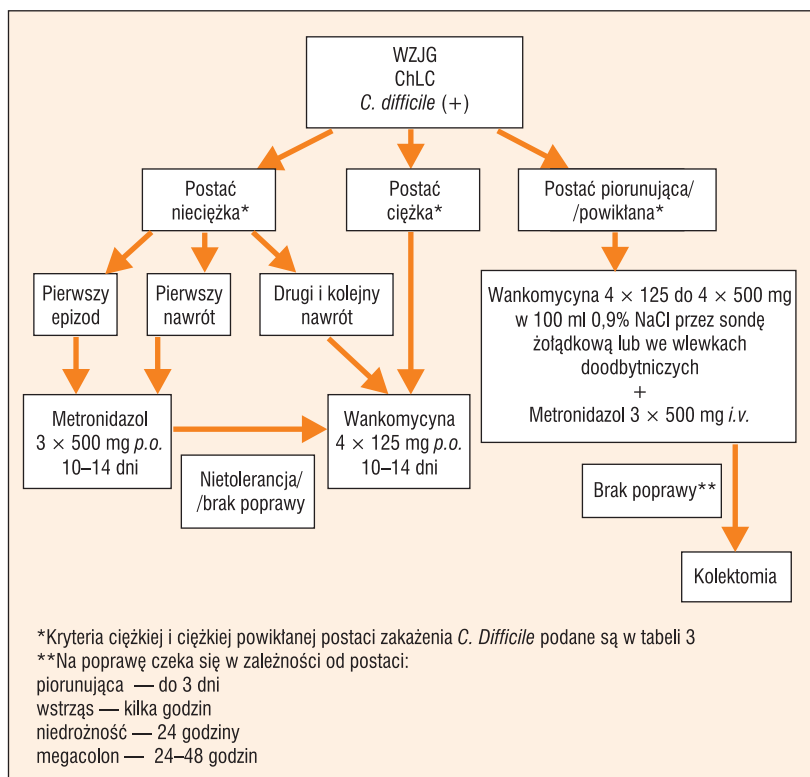 WZJG
ChLC
C. difficile (+)
Postać
nieciężka*
Postać
ciężka*
Postać piorunująca/
/powikłana*
Pierwszy
epizod
Pierwszy
nawrót
Drugi i kolejny
nawrót
Wankomycyna 4 × 125 do 4 × 500 mg
w 100 ml 0,9% NaCl przez sondę
żołądkową lub we wlewkach
doodbytniczych
+
Metronidazol 3 × 500 mg i.v.
Metronidazol
3 × 500 mg p.o.
10–14 dni
Nietolerancja/
/brak poprawy
Wankomycyna
4 × 125 mg p.o.
10–14 dni
Brak poprawy**
Kolektomia
*Kryteria ciężkiej i ciężkiej powikłanej postaci zakażenia C. Difficile podane są w tabeli 3
**Na poprawę czeka się w zależności od postaci:
piorunująca — do 3 dni
wstrząs — kilka godzin
niedrożność — 24 godziny
megacolon — 24–48 godzin